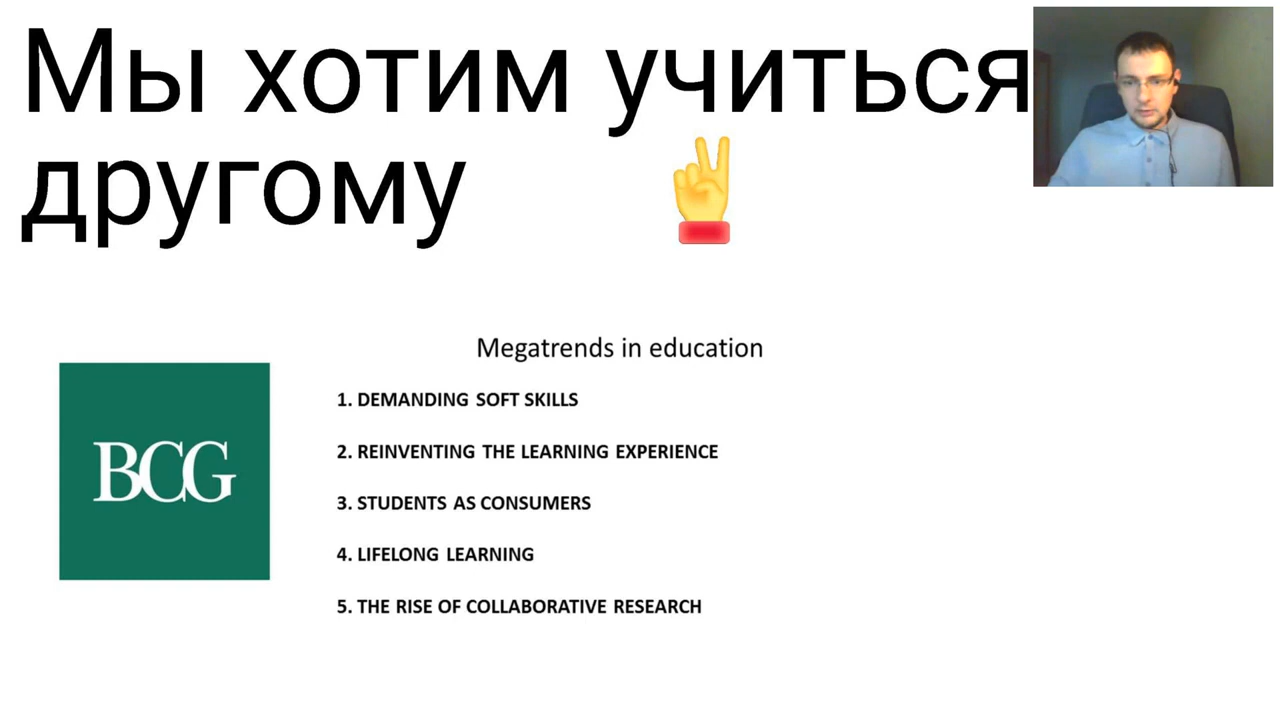 Мы хотим учиться
другому
Megatrends in education
BCG
1. DEMANDING SOFT SKILLS
2. REINVENTING THE LEARNING EXPERIENCE
3. STUDENTS AS CONSUMERS
4. LIFELONG LEARNING
5. THE RISE OF COLLABORATIVE RESEARCH